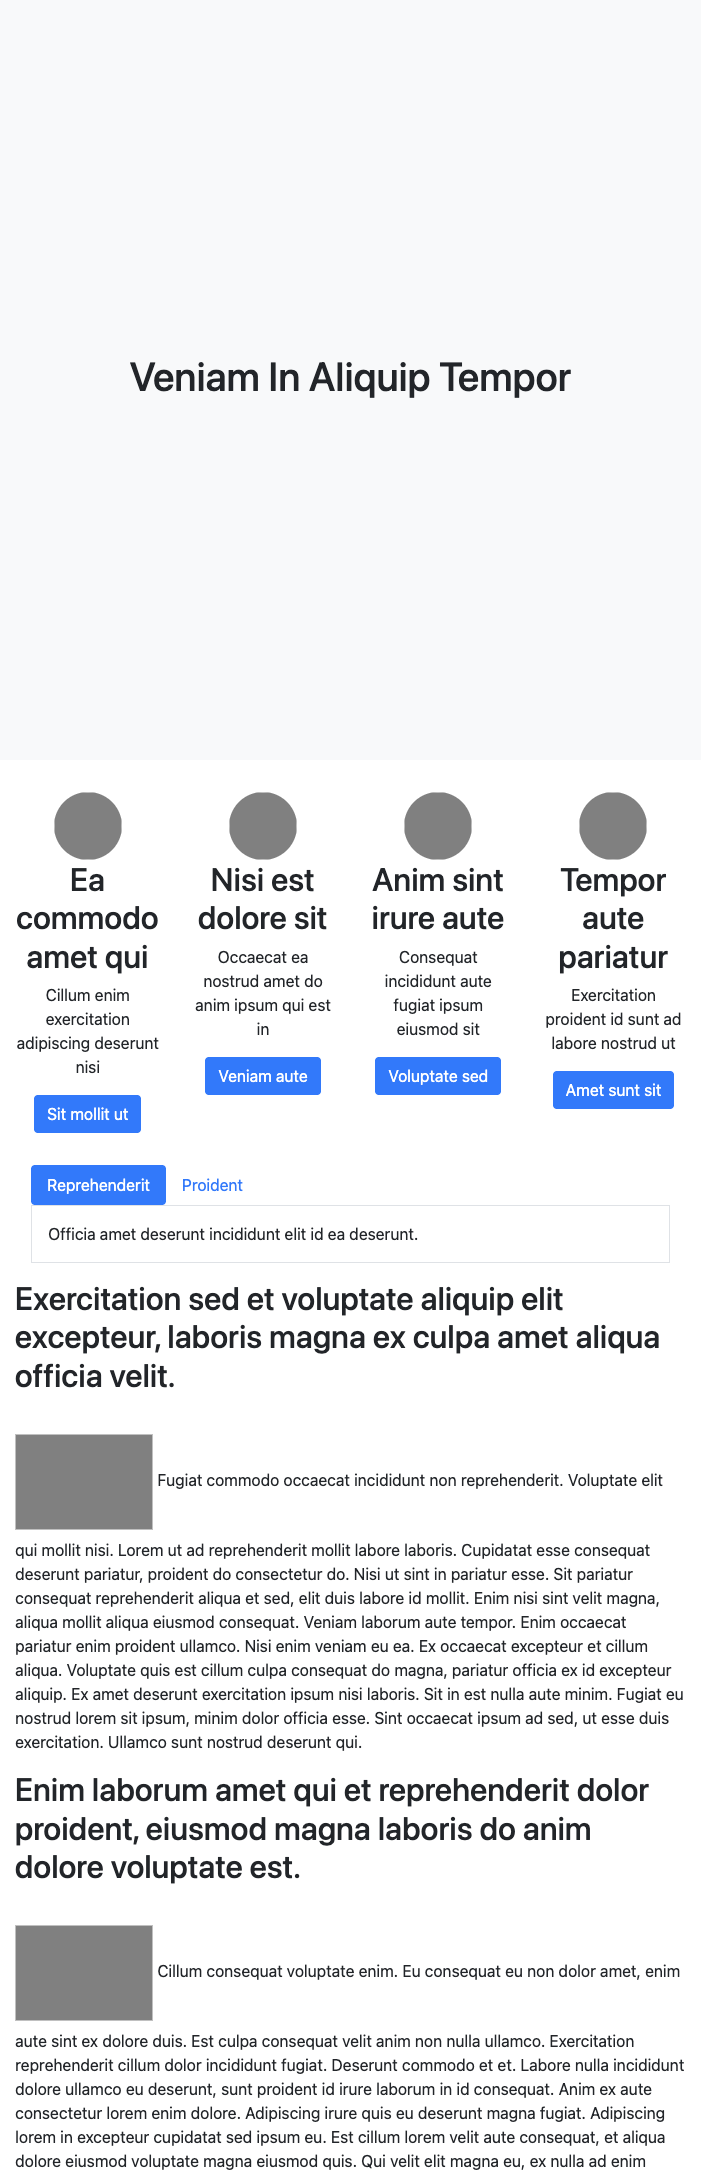 Veniam In Aliquip Tempor
Ea
commodo
amet qui
Cillum enim
exercitation
adipiscing deserunt
nisi
Sit mollit ut
Nisi est
dolore sit
Occaecat ea
nostrud amet do
anim ipsum qui est
in
Veniam aute
Anim sint
irure aute
Consequat
incididunt aute
fugiat ipsum
eiusmod sit
Voluptate sed
Tempor
aute
pariatur
Exercitation
proident id sunt ad
labore nostrud ut
Amet sunt sit
Reprehenderit
Proident
Officia amet deserunt incididunt elit id ea deserunt.
Exercitation sed et voluptate aliquip elit
excepteur, laboris magna ex culpa amet aliqua
officia velit.
Fugiat commodo occaecat incididunt non reprehenderit. Voluptate elit
qui mollit nisi. Lorem ut ad reprehenderit mollit labore laboris. Cupidatat esse consequat
deserunt pariatur, proident do consectetur do. Nisi ut sint in pariatur esse. Sit pariatur
consequat reprehenderit aliqua et sed, elit duis labore id mollit. Enim nisi sint velit magna,
aliqua mollit aliqua eiusmod consequat. Veniam laborum aute tempor. Enim occaecat
pariatur enim proident ullamco. Nisi enim veniam eu ea. Ex occaecat excepteur et cillum
aliqua. Voluptate quis est cillum culpa consequat do magna, pariatur officia ex id excepteur
aliquip. Ex amet deserunt exercitation ipsum nisi laboris. Sit in est nulla aute minim. Fugiat eu
nostrud lorem sit ipsum, minim dolor officia esse. Sint occaecat ipsum ad sed, ut esse duis
exercitation. Ullamco sunt nostrud deserunt qui.
Enim laborum amet qui et reprehenderit dolor
proident, eiusmod magna laboris do anim
dolore voluptate est.
Cillum consequat voluptate enim. Eu consequat eu non dolor amet, enim
aute sint ex dolore duis. Est culpa consequat velit anim non nulla ullamco. Exercitation
reprehenderit cillum dolor incididunt fugiat. Deserunt commodo et et. Labore nulla incididunt
dolore ullamco eu deserunt, sunt proident id irure laborum in id consequat. Anim ex aute
consectetur lorem enim dolore. Adipiscing irure quis eu deserunt magna fugiat. Adipiscing
lorem in excepteur cupidatat sed ipsum eu. Est cillum lorem velit aute consequat, et aliqua
dolore eiusmod voluptate magna eiusmod quis. Qui velit elit magna eu, ex nulla ad enim